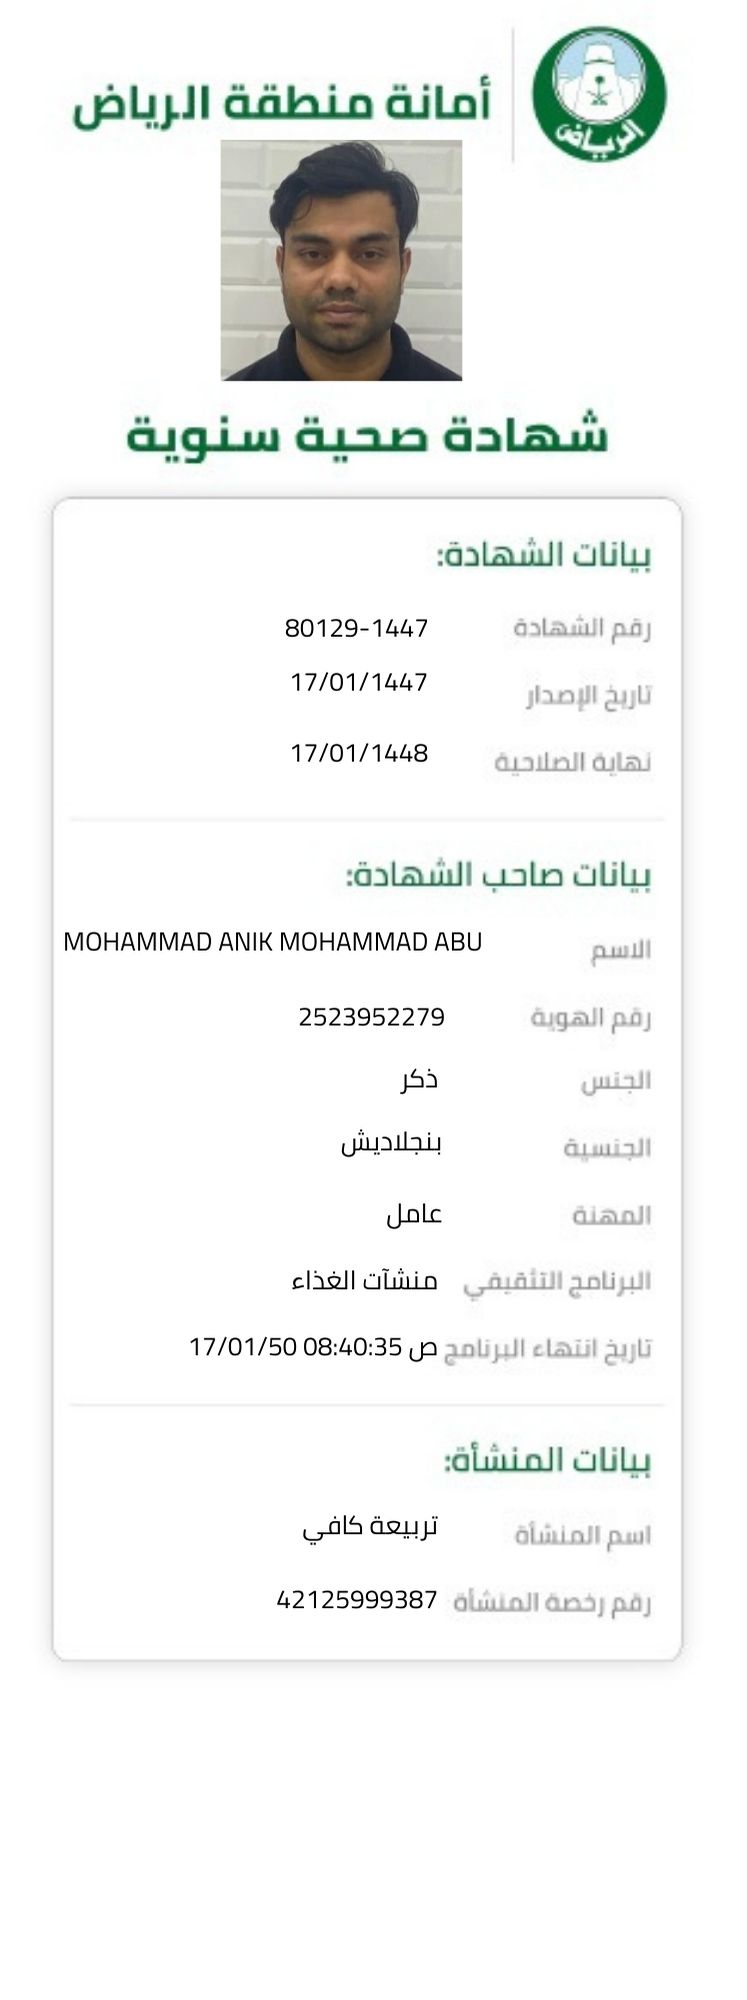 أمانة منطقة الرياض
الرياض
شهادة صحية سنوية
بيانات الشهادة:
رقم الشهادة 80129-1447
تاريخ الإصدار 17/01/1447
نهاية الصلاحية 17/01/1448
بيانات صاحب الشهادة:
الاسم MOHAMMAD ANIK MOHAMMAD ABU
رقم الهوية 2523952279
الجنس ذكر
الجنسية بنجلاديش
المهنة عامل
البرنامج التثقيفي منشآت الغذاء
تاريخ انتهاء البرنامج ص 08:40:35 17/01/50
بيانات المنشأة:
اسم المنشأة تربيعة كافي
رقم رخصة المنشأة 42125999387